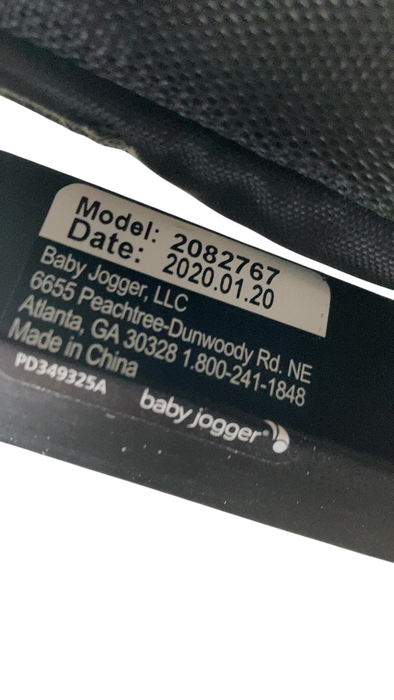 Model: 2082767
Date: 2020.01.20
Baby Jogger, LLC
6655 Peachtree-Dunwoody Rd. NE
Atlanta, GA 30328 1.800-241-1848
Made in China
PD349325A
baby jogger